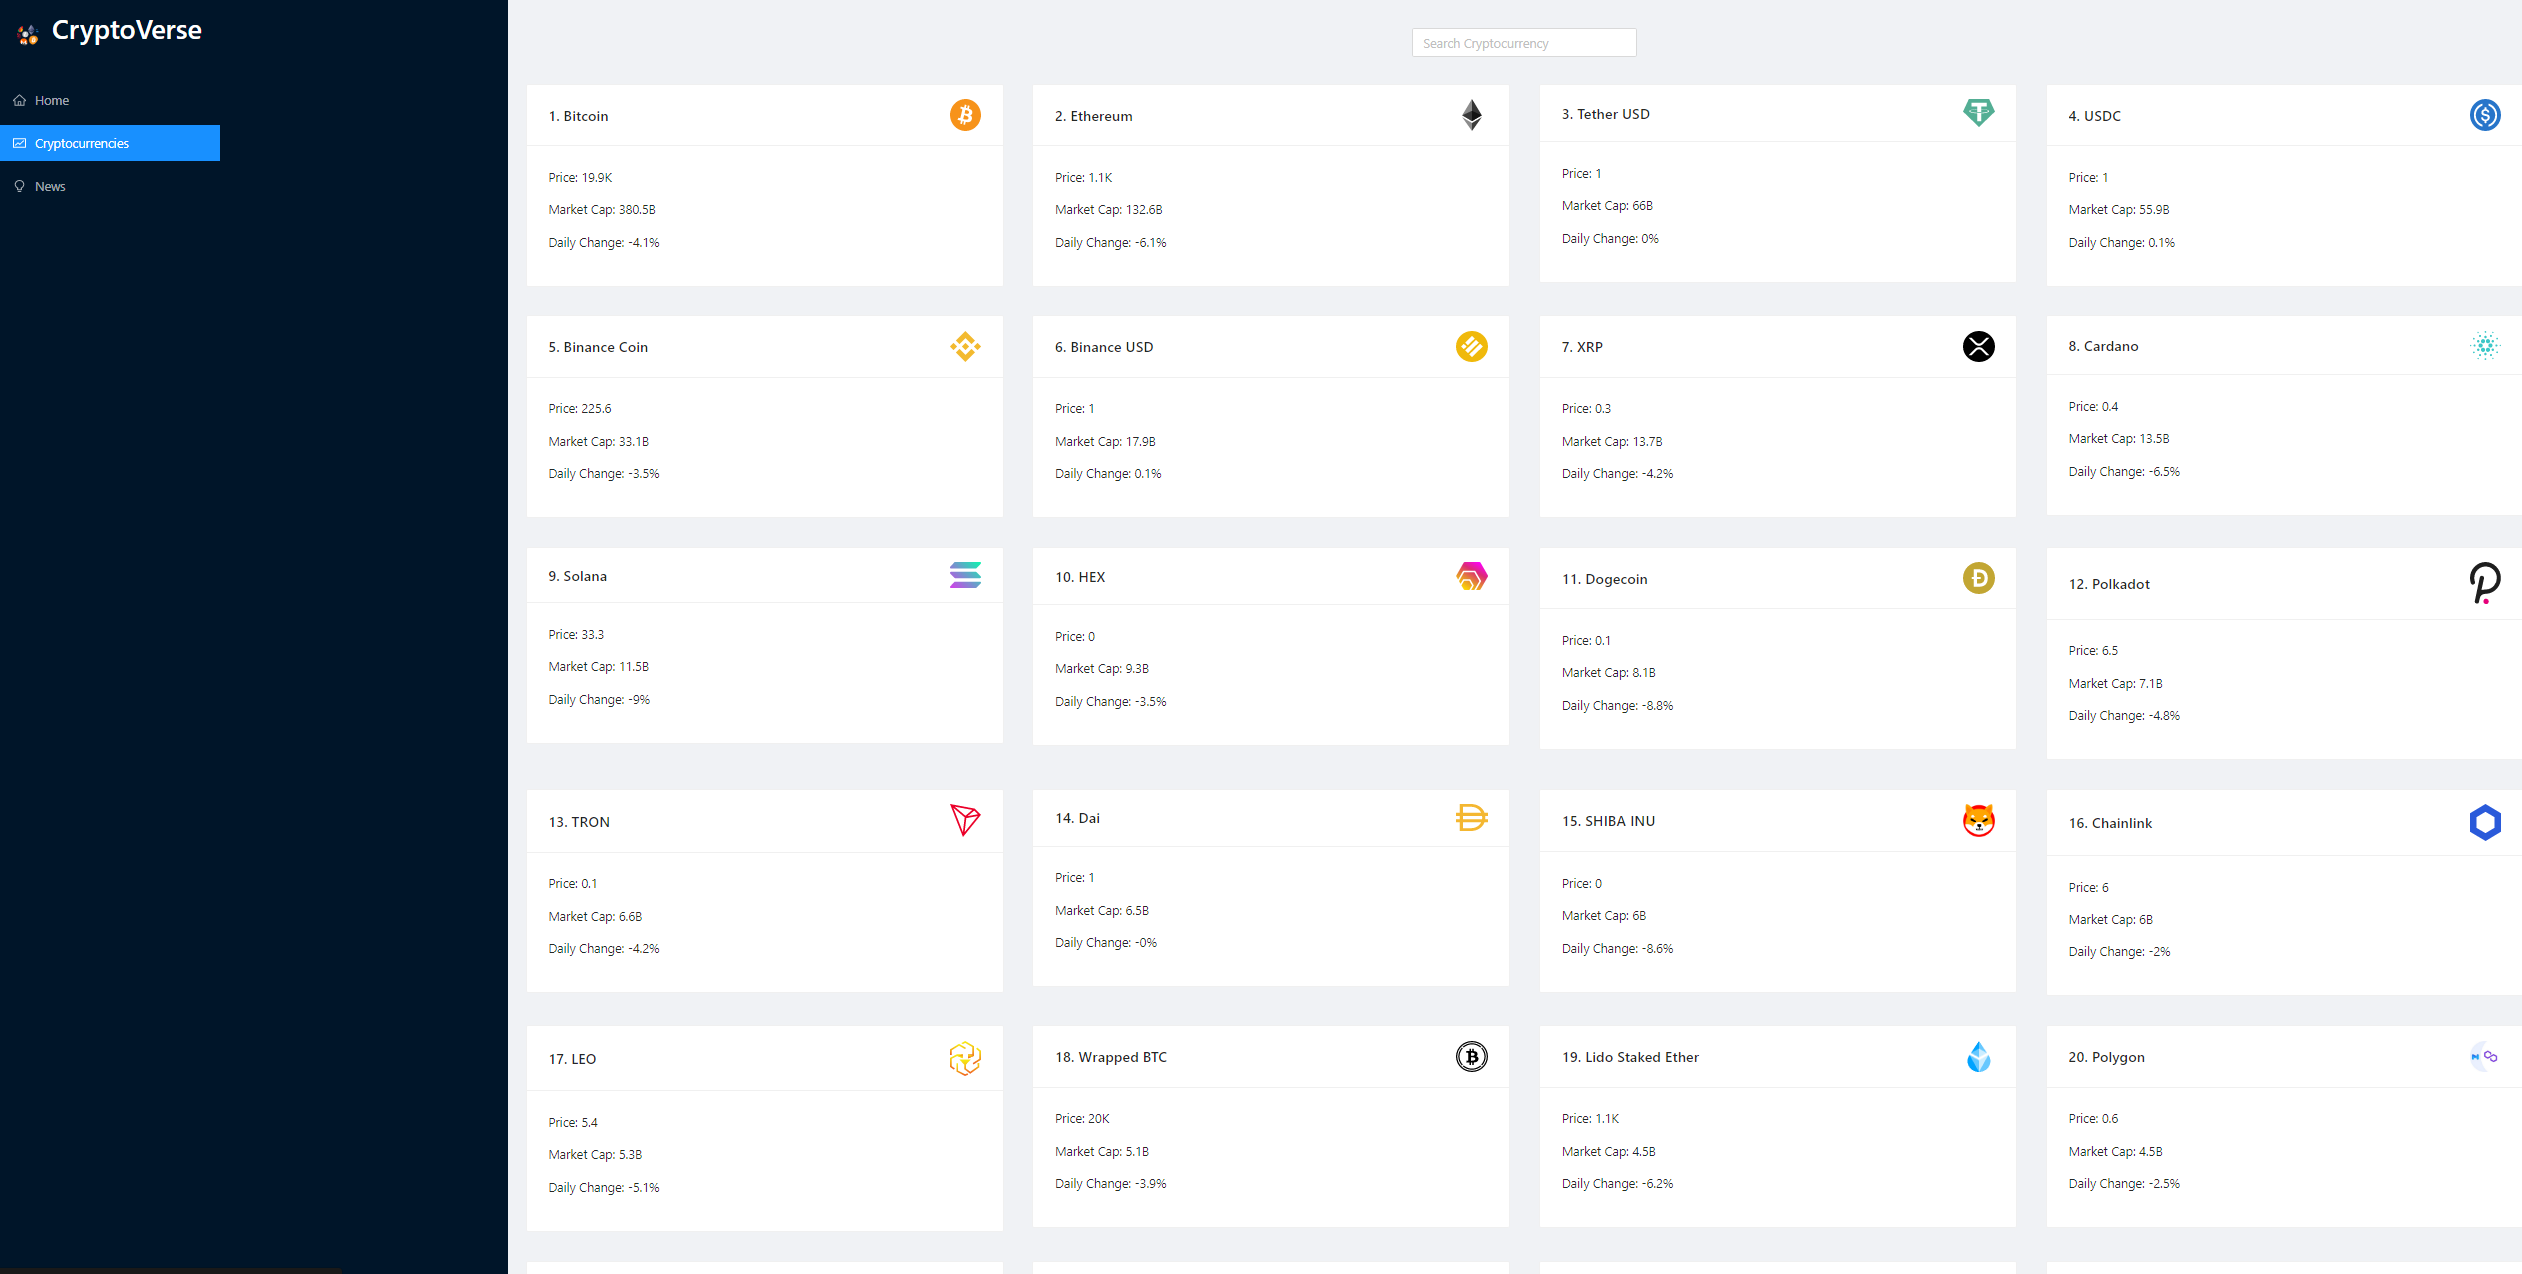 CryptoVerse
Home
Cryptocurrencies
News
Search Cryptocurrency
1. Bitcoin
Price: 19.9K
Market Cap: 380.5B
Daily Change: -4.1%
2. Ethereum
Price: 1.1K
Market Cap: 132.6B
Daily Change: -6.1%
3. Tether USD
Price: 1
Market Cap: 66B
Daily Change: 0%
4. USDC
Price: 1
Market Cap: 55.9B
Daily Change: 0.1%
5. Binance Coin
Price: 225.6
Market Cap: 33.1B
Daily Change: -3.5%
6. Binance USD
Price: 1
Market Cap: 17.9B
Daily Change: 0.1%
7. XRP
Price: 0.3
Market Cap: 13.7B
Daily Change: -4.2%
8. Cardano
Price: 0.4
Market Cap: 13.5B
Daily Change: -6.5%
9. Solana
Price: 33.3
Market Cap: 11.5B
Daily Change: -9%
10. HEX
Price: 0
Market Cap: 9.3B
Daily Change: -3.5%
11. Dogecoin
Price: 0.1
Market Cap: 8.1B
Daily Change: -8.8%
12. Polkadot
Price: 6.5
Market Cap: 7.1B
Daily Change: -4.8%
13. TRON
Price: 0.1
Market Cap: 6.6B
Daily Change: -4.2%
14. Dai
Price: 1
Market Cap: 6.5B
Daily Change: -0%
15. SHIBA INU
Price: 0
Market Cap: 6B
Daily Change: -8.6%
16. Chainlink
Price: 6
Market Cap: 6B
Daily Change: -2%
17. LEO
Price: 5.4
Market Cap: 5.3B
Daily Change: -5.1%
18. Wrapped BTC
Price: 20K
Market Cap: 5.1B
Daily Change: -3.9%
19. Lido Staked Ether
Price: 1.1K
Market Cap: 4.5B
Daily Change: -6.2%
20. Polygon
Price: 0.6
Market Cap: 4.5B
Daily Change: -2.5%